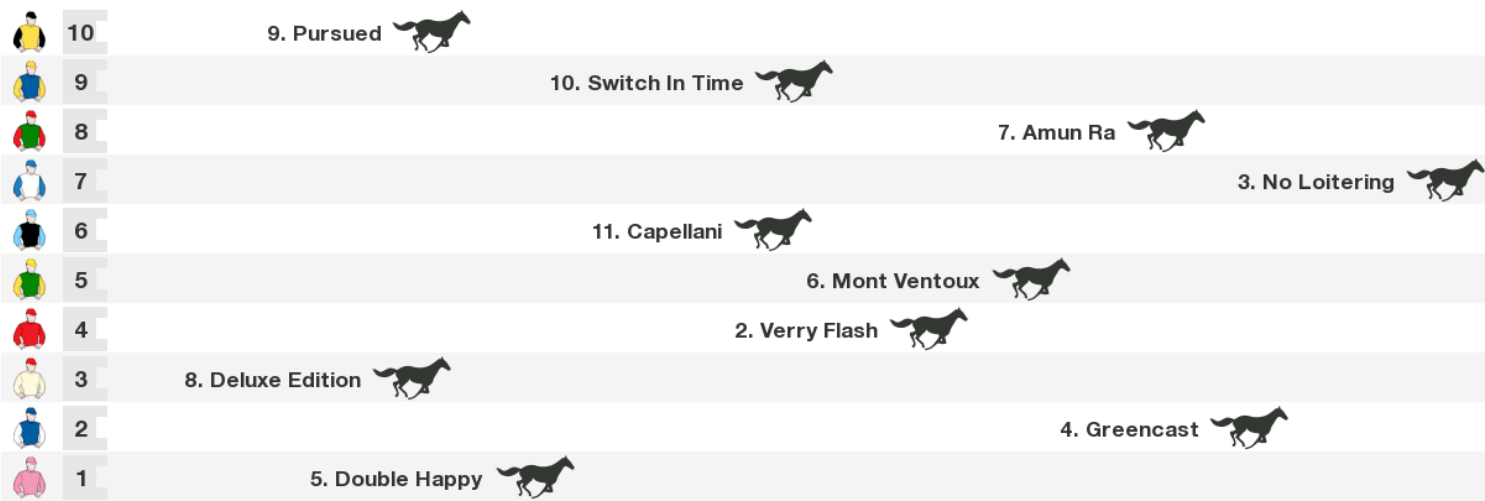 10 9. Pursued
9 10. Switch In Time
8 7. Amun Ra
7 3. No Loitering
6 11. Capellani
5 6. Mont Ventoux
4 2. Verry Flash
3 8. Deluxe Edition
2 4. Greencast
1 5. Double Happy